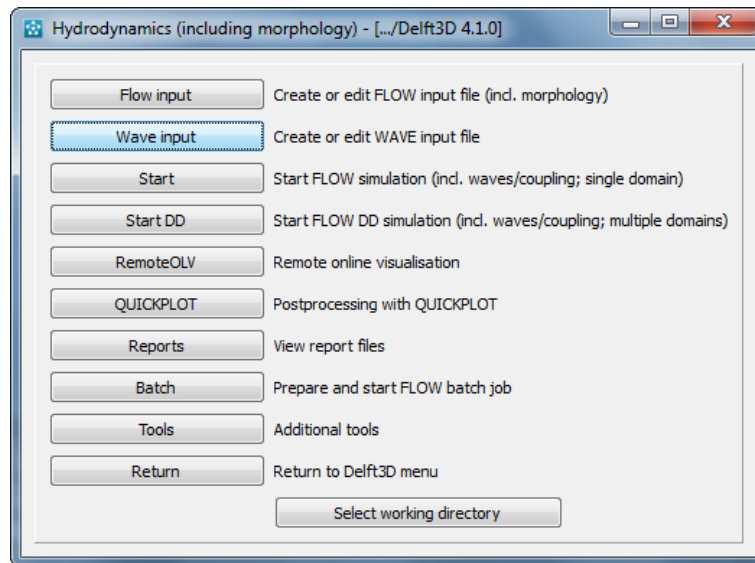 Hydrodynamics (including morphology) - [.../Delft3D 4.1.0]
Flow input Create or edit FLOW input file (incl. morphology)
Wave input Create or edit WAVE input file
Start Start FLOW simulation (incl. waves/coupling; single domain)
Start DD Start FLOW DD simulation (incl. waves/coupling; multiple domains)
RemoteOLV Remote online visualisation
QUICKPLOT Postprocessing with QUICKPLOT
Reports View report files
Batch Prepare and start FLOW batch job
Tools Additional tools
Return Return to Delft3D menu
Select working directory